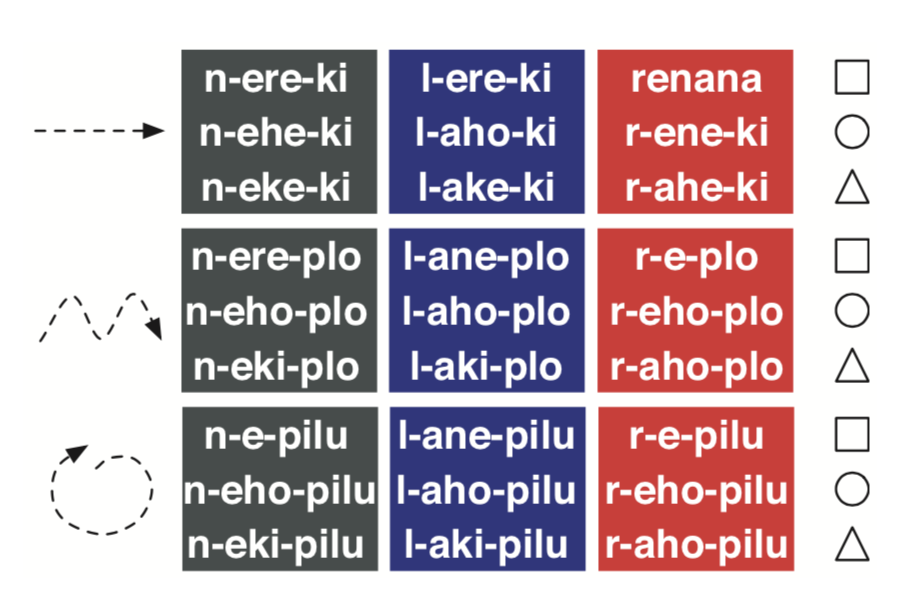 n-ere-ki l-ere-ki renana
n-ehe-ki l-aho-ki r-ene-ki
n-eke-ki l-ake-ki r-ahe-ki
n-ere-plo l-ane-plo r-e-plo
n-eho-plo l-aho-plo r-eho-plo
n-eki-plo l-aki-plo r-aho-plo
n-e-pilu l-ane-pilu r-e-pilu
n-eho-pilu l-aho-pilu r-eho-pilu
n-eki-pilu l-aki-pilu r-aho-pilu